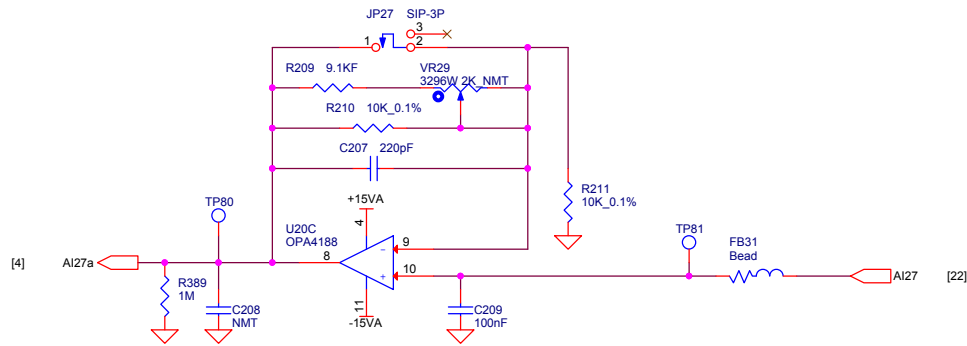 JP27 SIP-3P
3
1 2
R209 9.1KF VR29
3296W 2K_NMT
R210 10K_0.1%
C207 220pF
R211
10K_0.1%
TP80 +15VA
U20C
OPA4188
4
TP81
9
FB31
Bead
[4] AI27a 8 - + 10 AI27 [22]
R389
1M
C208
NMT
11
-15VA
C209
100nF